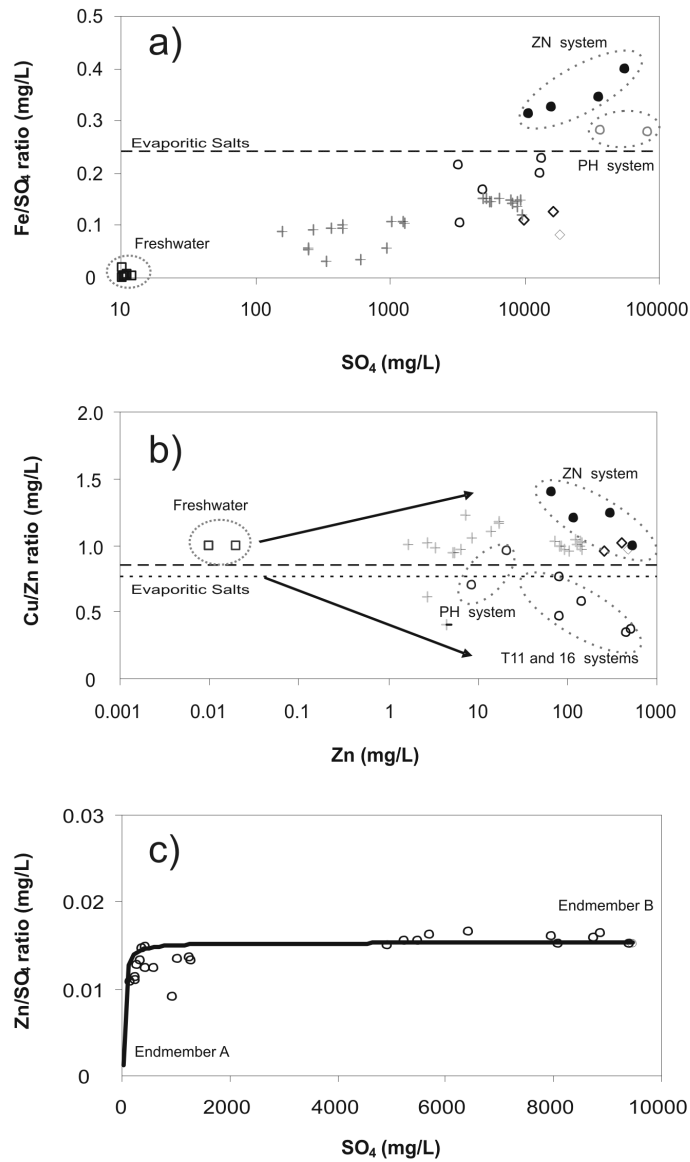 a)
ZN system
0.5
0.4
0.3
0.2
0.1
0
Fe/SO4 ratio (mg/L)
Evaporitic Salts
PH system
Freshwater
10 100 1000 10000 100000
SO4 (mg/L)
b)
2.0
1.5
1.0
0.5
0
Cu/Zn ratio (mg/L)
ZN system
Freshwater
Evaporitic Salts
PH system
T11 and 16 systems
0.001 0.01 0.1 1 10 100 1000
Zn (mg/L)
c)
0.03
0.02
0.01
0
Zn/SO4 ratio (mg/L)
Endmember B
Endmember A
0 2000 4000 6000 8000 10000
SO4 (mg/L)